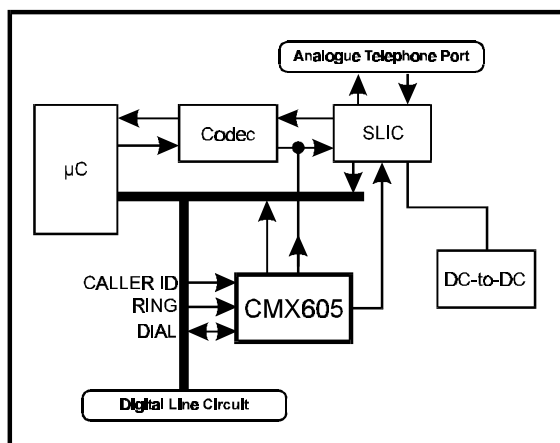 Analogue Telephone Port
µC
Codec
SLIC
CALLER ID
RING
DIAL
CMX605
DC-to-DC
Digital Line Circuit